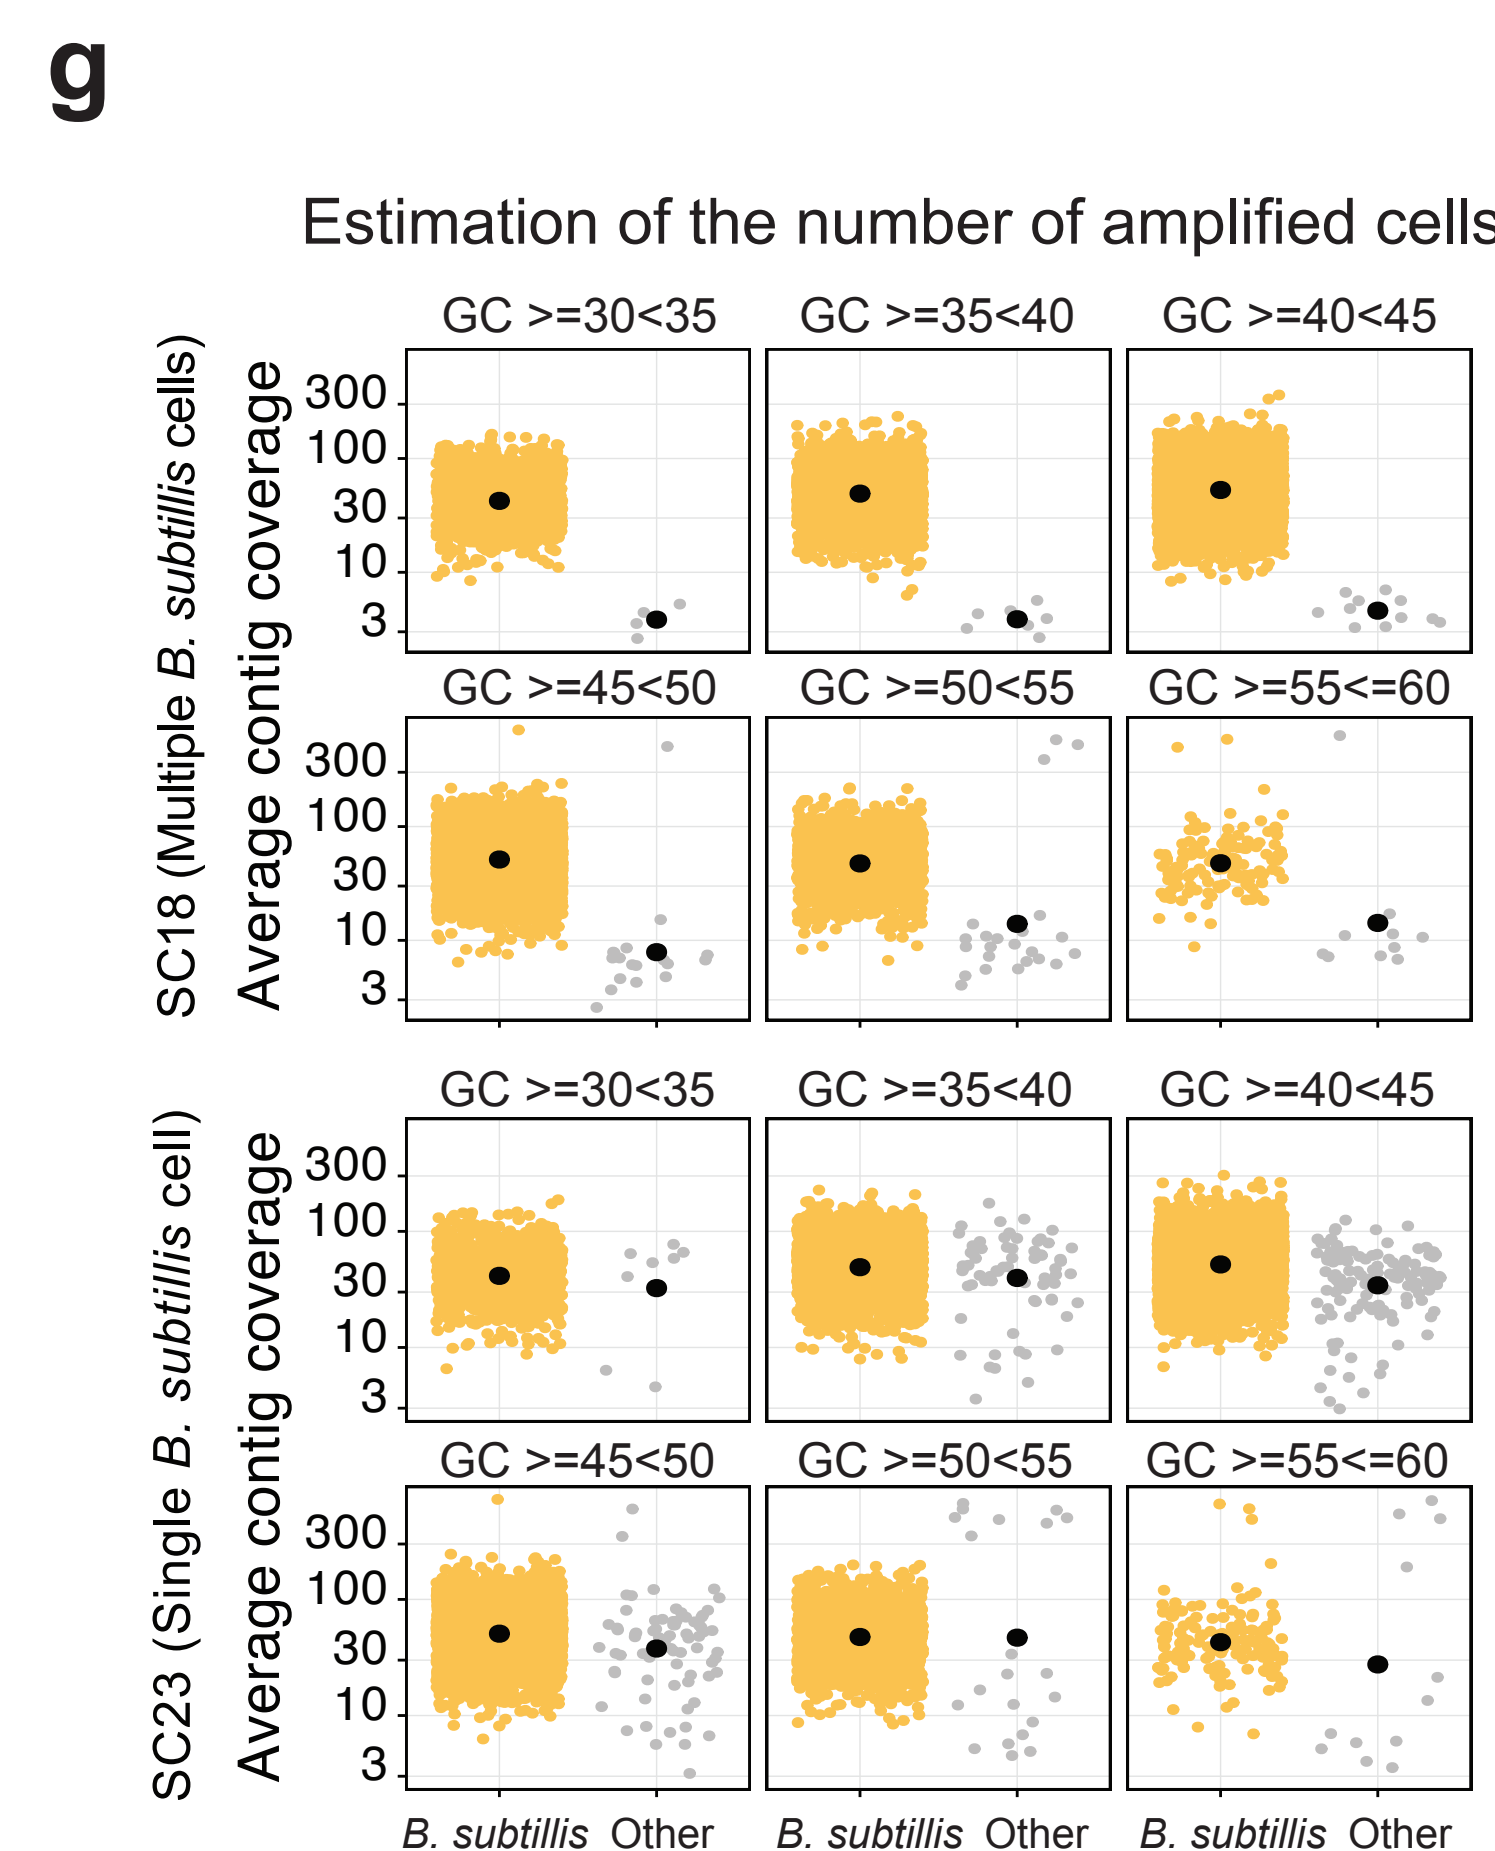 g
Estimation of the number of amplified cells
SC18 (Multiple B. subtillis cells)
Average contig coverage
GC >=30<35 GC >=35<40 GC >=40<45
300
100
30
10
3
GC >=45<50 GC >=50<55 GC >=55<=60
300
100
30
10
3
SC23 (Single B. subtillis cell)
Average contig coverage
GC >=30<35 GC >=35<40 GC >=40<45
300
100
30
10
3
GC >=45<50 GC >=50<55 GC >=55<=60
300
100
30
10
3
B. subtillis Other B. subtillis Other B. subtillis Other